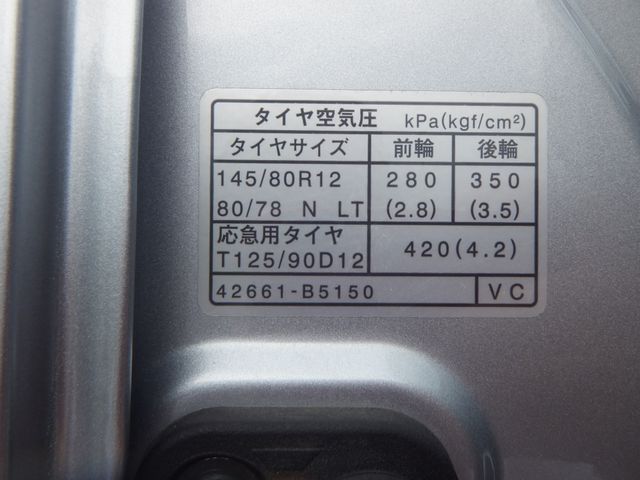 タイヤ空気圧 kPa(kgf/cm²)
タイヤサイズ 前輪 後輪
145/80R12 280 350
80/78 N LT (2.8) (3.5)
応急用タイヤ
T125/90D12 420(4.2)
42661-B5150 VC